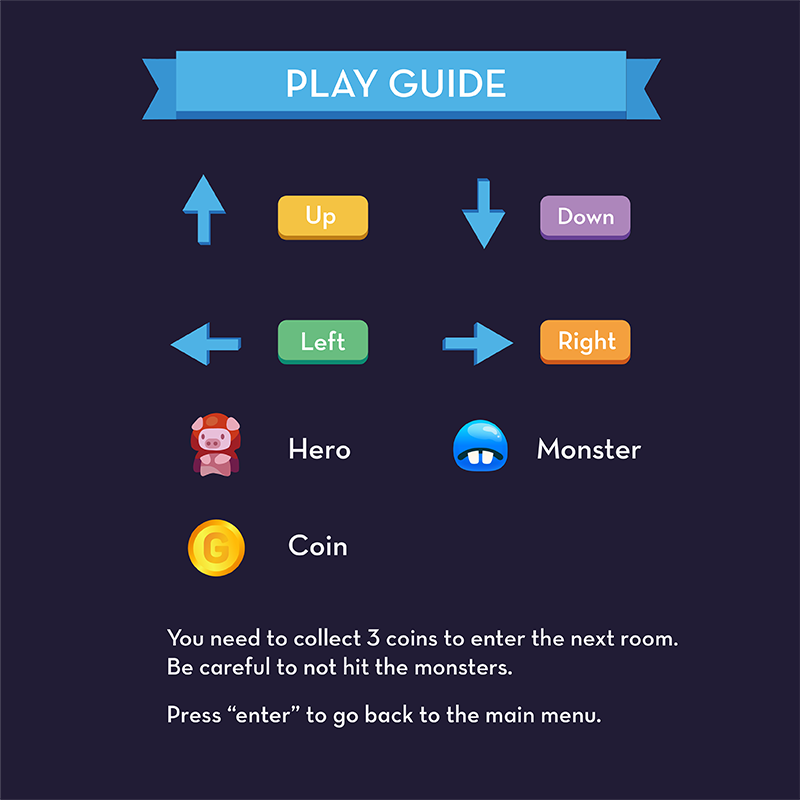 PLAY GUIDE
Up
Down
Left
Right
Hero
Monster
G
Coin
You need to collect 3 coins to enter the next room.
Be careful to not hit the monsters.
Press “enter” to go back to the main menu.